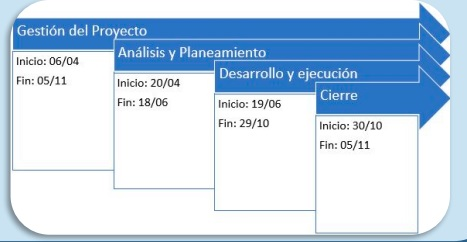 Gestión del Proyecto
Inicio: 06/04
Fin: 05/11
Análisis y Planeamiento
Inicio: 20/04
Fin: 18/06
Desarrollo y ejecución
Inicio: 19/06
Fin: 29/10
Cierre
Inicio: 30/10
Fin: 05/11